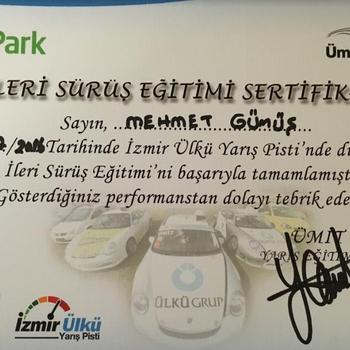 Park
Üm
LERİ SÜRÜŞ EĞİTİMİ SERTİFİK
Sayın, ...MEHMET GÜMÜŞ...
Tarihinde İzmir Ülkü Yarış Pisti’nde dü
İleri Sürüş Eğitimi’ni başarıyla tamamlamışt
Gösterdiğiniz performanstan dolayı tebrik ede
ÜMİT
YARIŞ EĞİTM
ÜLKÜ GRUP
İzmir Ülkü
Yarış Pisti